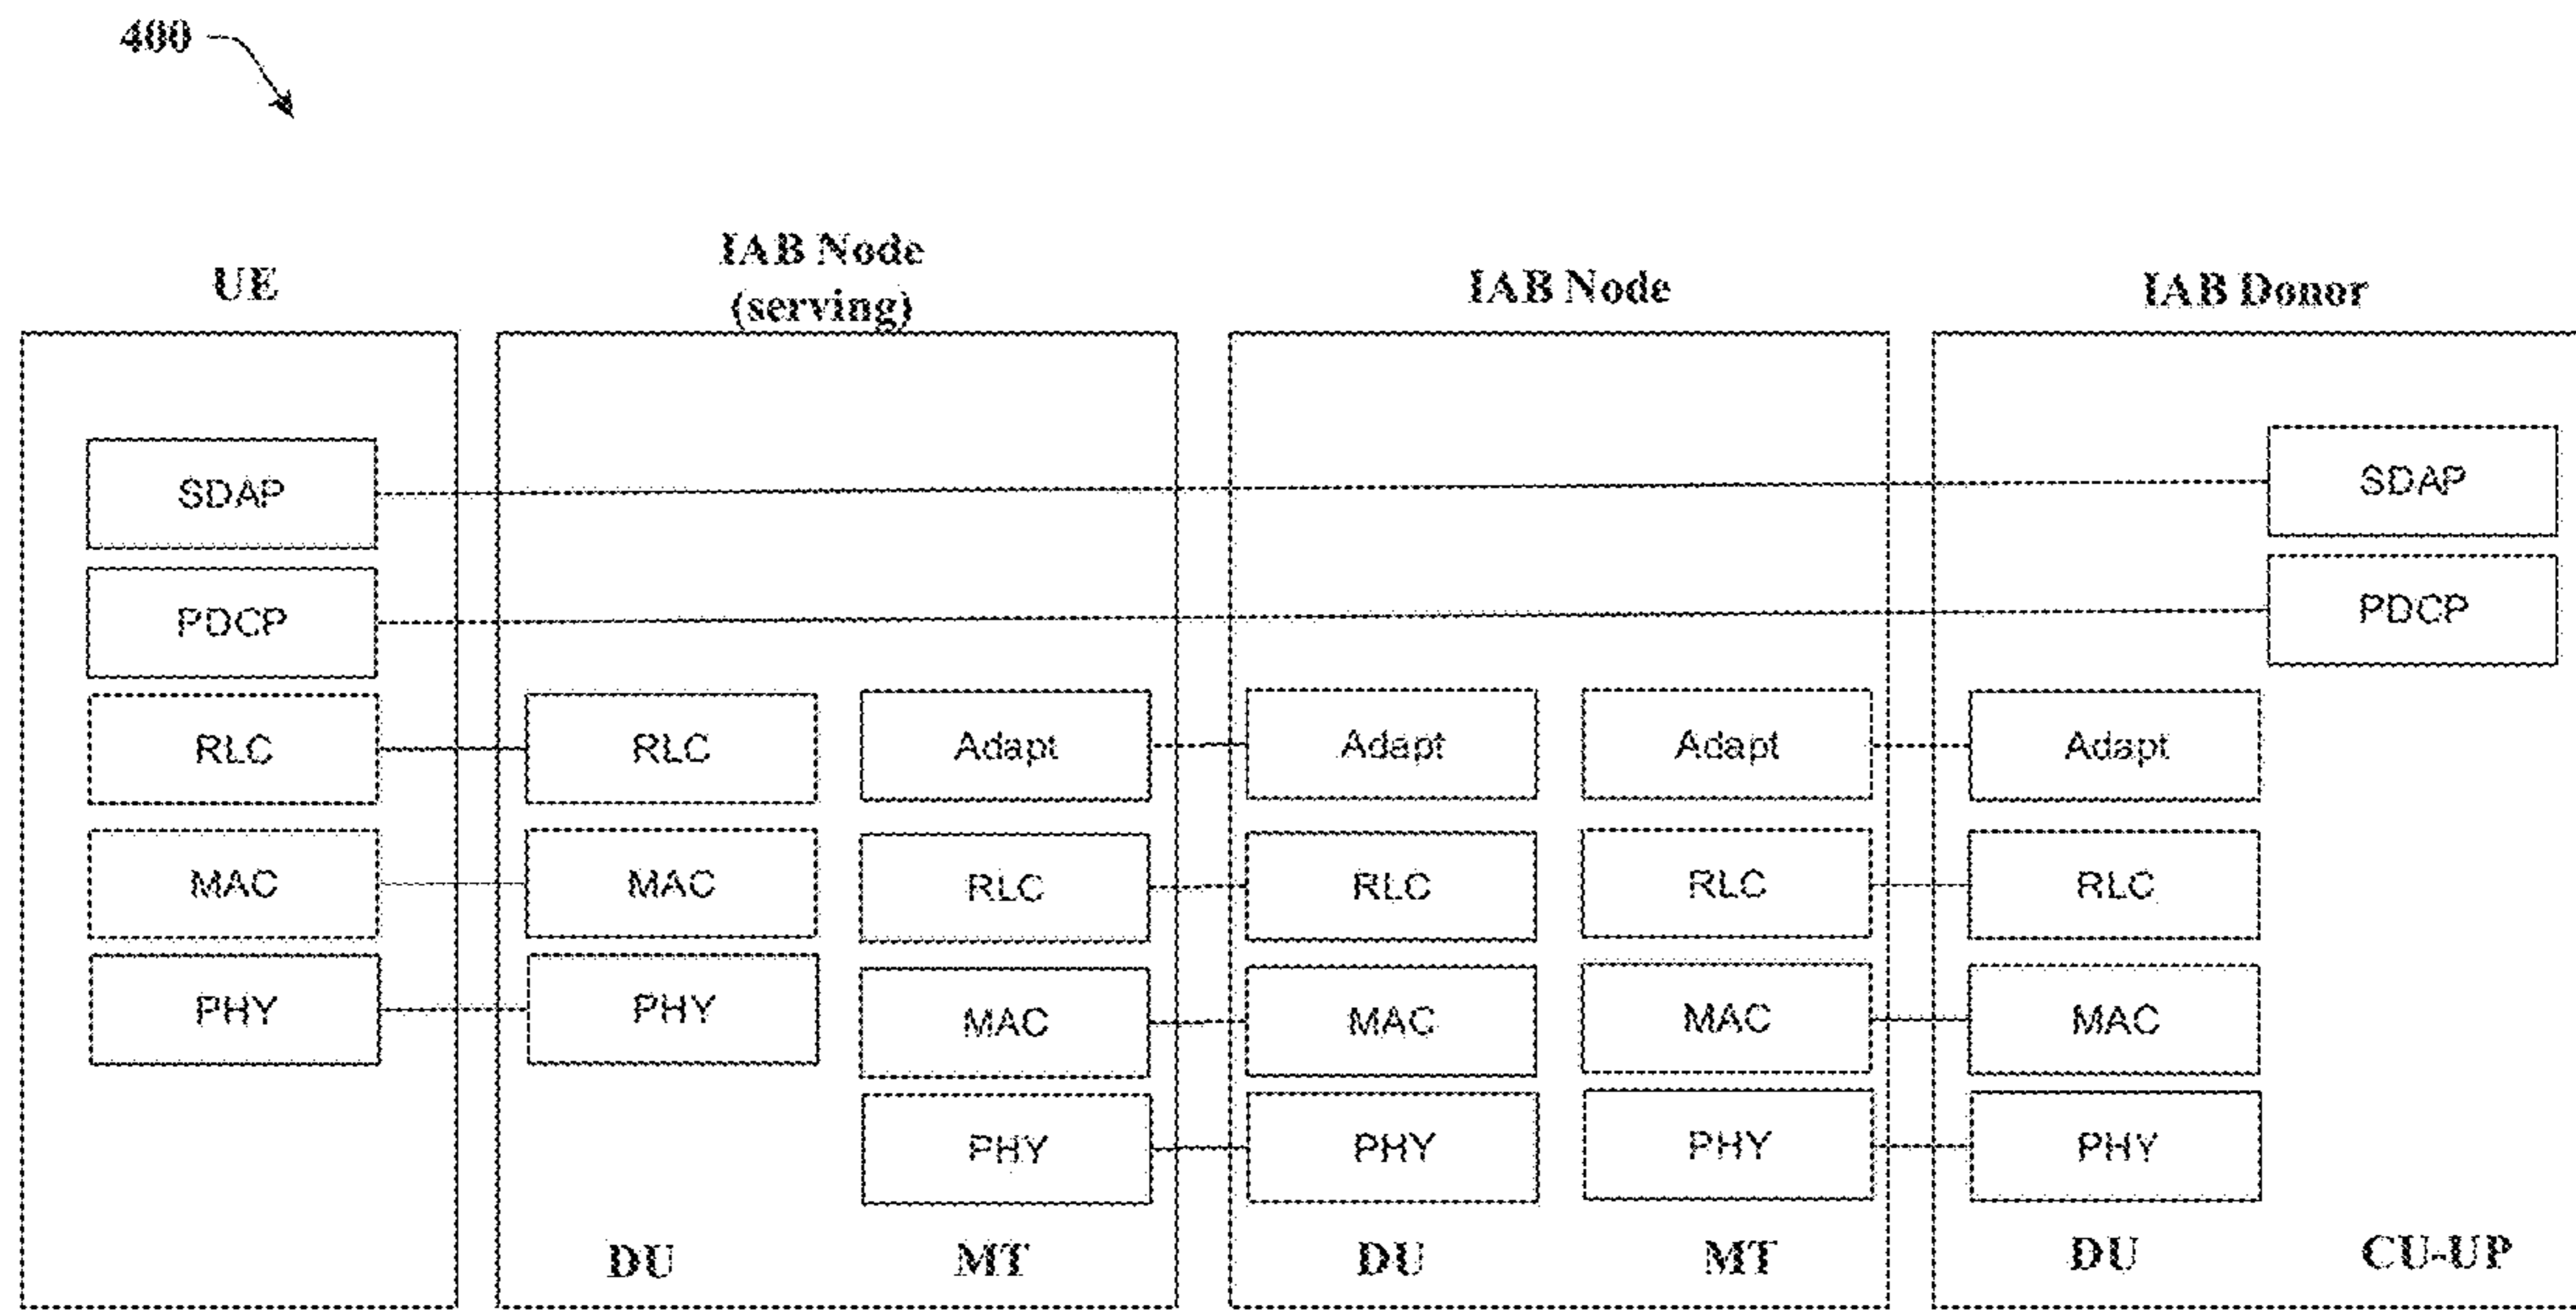 400
UE
IAB Node
(serving)
IAB Node
IAB Donor
SDAP
SDAP
PDCP
PDCP
RLC
RLC
Adapt
Adapt
Adapt
Adapt
MAC
MAC
RLC
RLC
RLC
RLC
PHY
PHY
MAC
MAC
MAC
MAC
PHY
PHY
PHY
PHY
DU
MT
DU
MT
DU
CU-UP